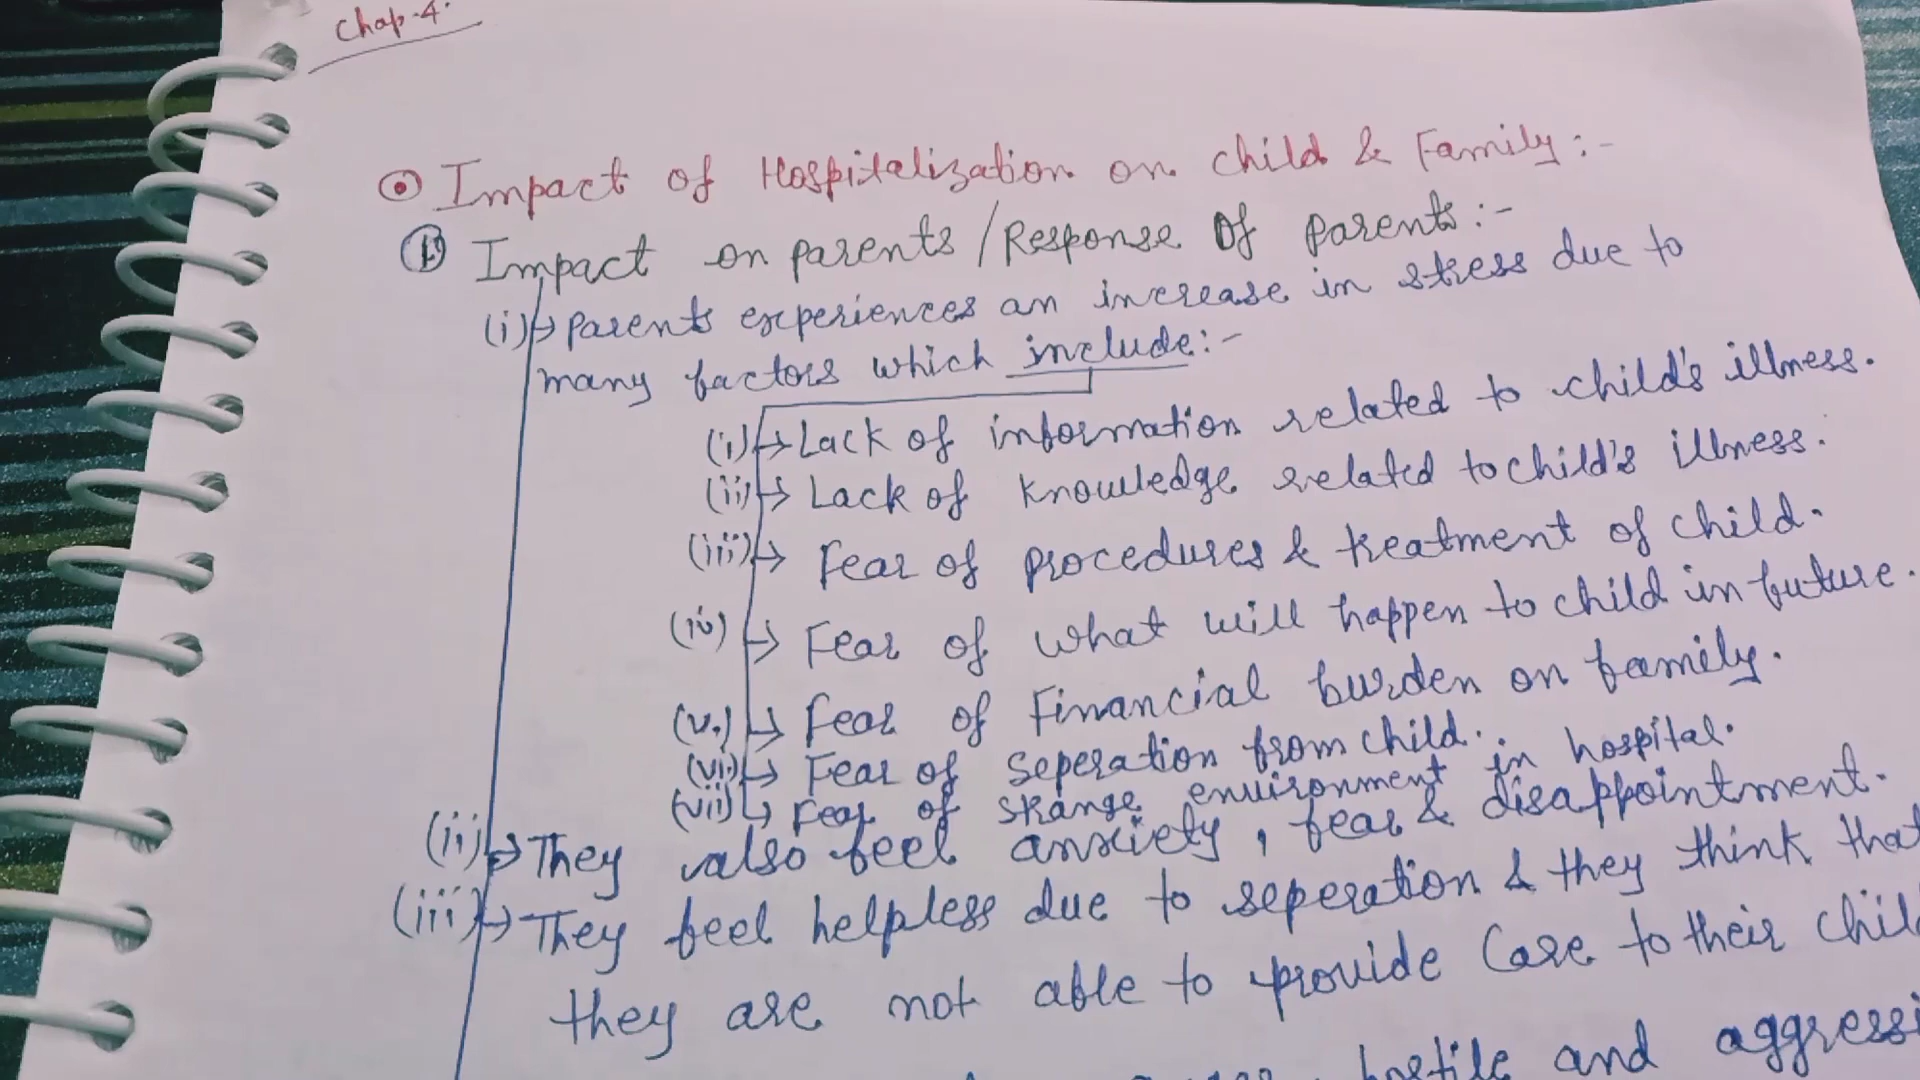 Chap-4.
Impact of Hospitalization on child & Family :-
① Impact on parents / Response Of parents :-
(i) → parents experiences an increase in stress due to
many factors which include :-
(i) → Lack of information related to child's illness.
(ii) → Lack of knowledge related to child's illness.
(iii) → Fear of procedures & treatment of child.
(iv) → Fear of what will happen to child in future.
(v.) → Fear of Financial burden on family.
(vi) → Fear of seperation from child.
(vii) → Fear of strange environment in hospital.
(ii) → They also feel anxiety, fear & disappointment.
(iii) → They feel helpless due to seperation & they think that
they are not able to provide Care to their chil
hostile and aggressi